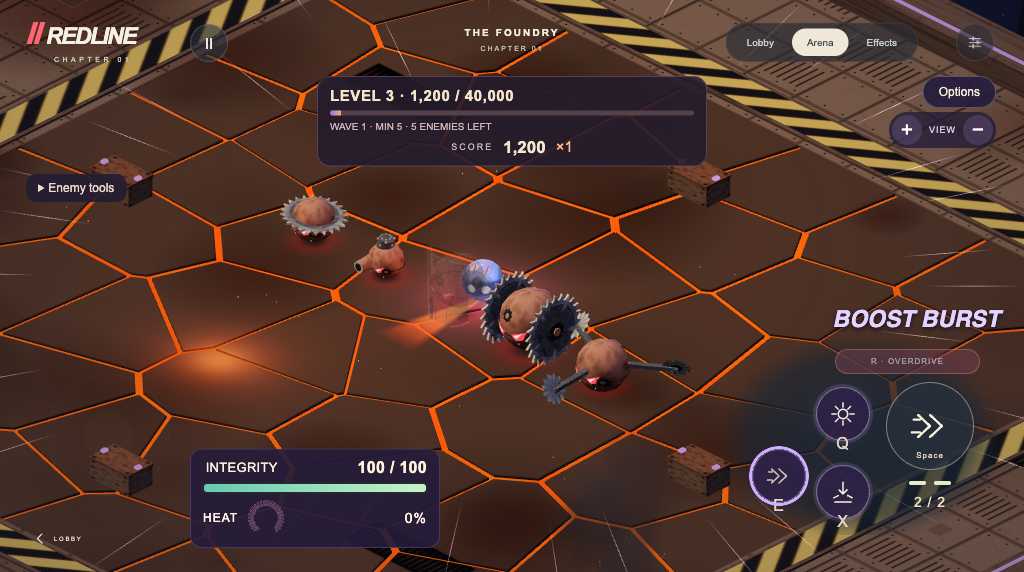 REDLINE
CHAPTER 01
THE FOUNDRY
CHAPTER 01
Lobby
Arena
Effects
LEVEL 3 · 1,200 / 40,000
WAVE 1 · MIN 5 · 5 ENEMIES LEFT
SCORE 1,200 ×1
Options
+ VIEW −
Enemy tools
BOOST BURST
R · OVERDRIVE
Q
Space
E
X
2 / 2
INTEGRITY 100 / 100
HEAT 0%
LOBBY